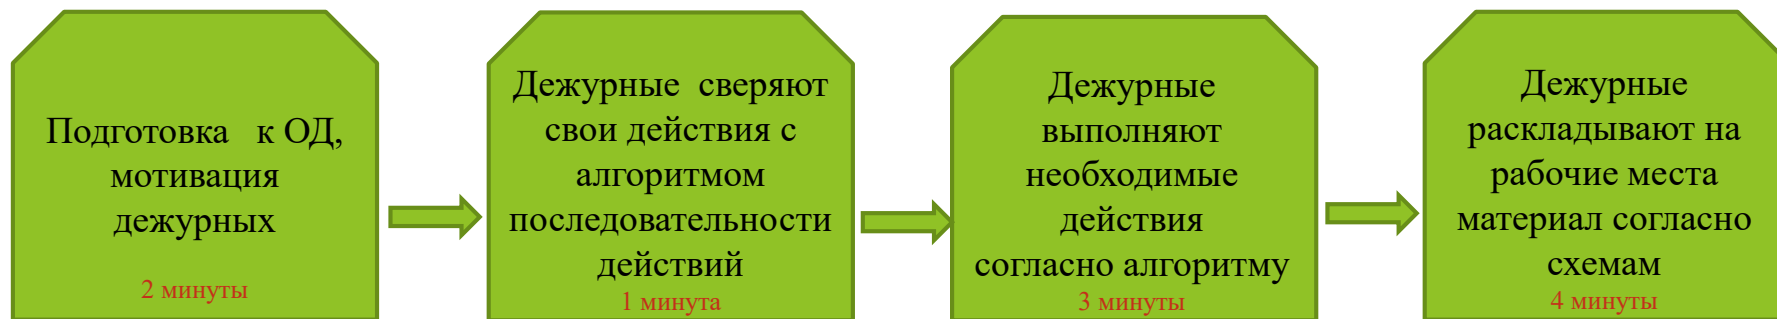 Подготовка к ОД,
мотивация
дежурных
2 минуты
Дежурные сверяют
свои действия с
алгоритмом
последовательности
действий
1 минута
Дежурные
выполняют
необходимые
действия
согласно алгоритму
3 минуты
Дежурные
раскладывают на
рабочие места
материал согласно
схемам
4 минуты